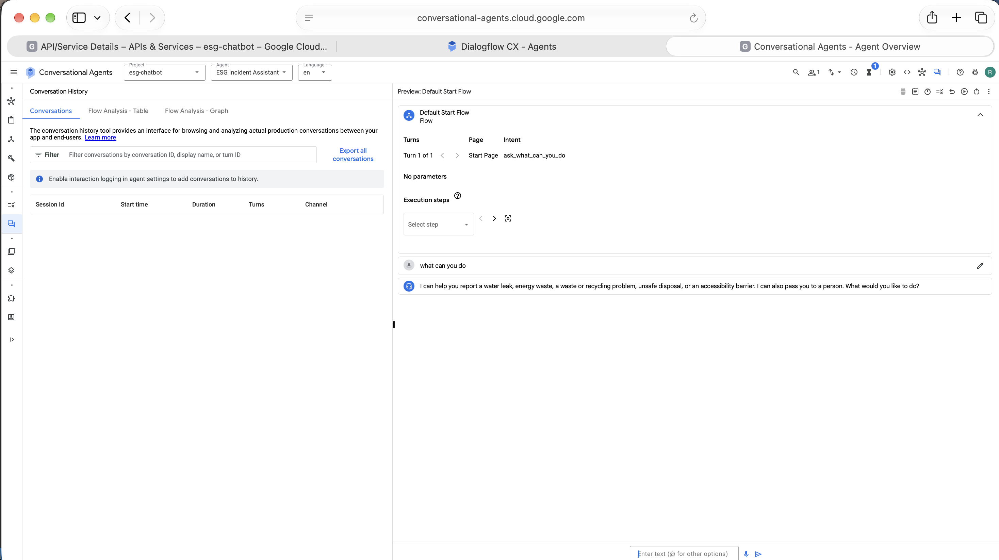 conversational-agents.cloud.google.com
G API/Service Details – APIs & Services – esg-chatbot – Google Cloud...
Dialogflow CX - Agents
G Conversational Agents - Agent Overview
Conversational Agents
Project
esg-chatbot
Agent
ESG Incident Assistant
Language
en
1
1
R
Conversation History
Conversations
Flow Analysis - Table
Flow Analysis - Graph
The conversation history tool provides an interface for browsing and analyzing actual production conversations between your
app and end-users. Learn more
Filter
Filter conversations by conversation ID, display name, or turn ID
Export all
conversations
Enable interaction logging in agent settings to add conversations to history.
Session Id Start time Duration Turns Channel
Preview: Default Start Flow
Default Start Flow
Flow
Turns Page Intent
Turn 1 of 1 Start Page ask_what_can_you_do
No parameters
Execution steps
Select step
what can you do
I can help you report a water leak, energy waste, a waste or recycling problem, unsafe disposal, or an accessibility barrier. I can also pass you to a person. What would you like to do?
Enter text (@ for other options)